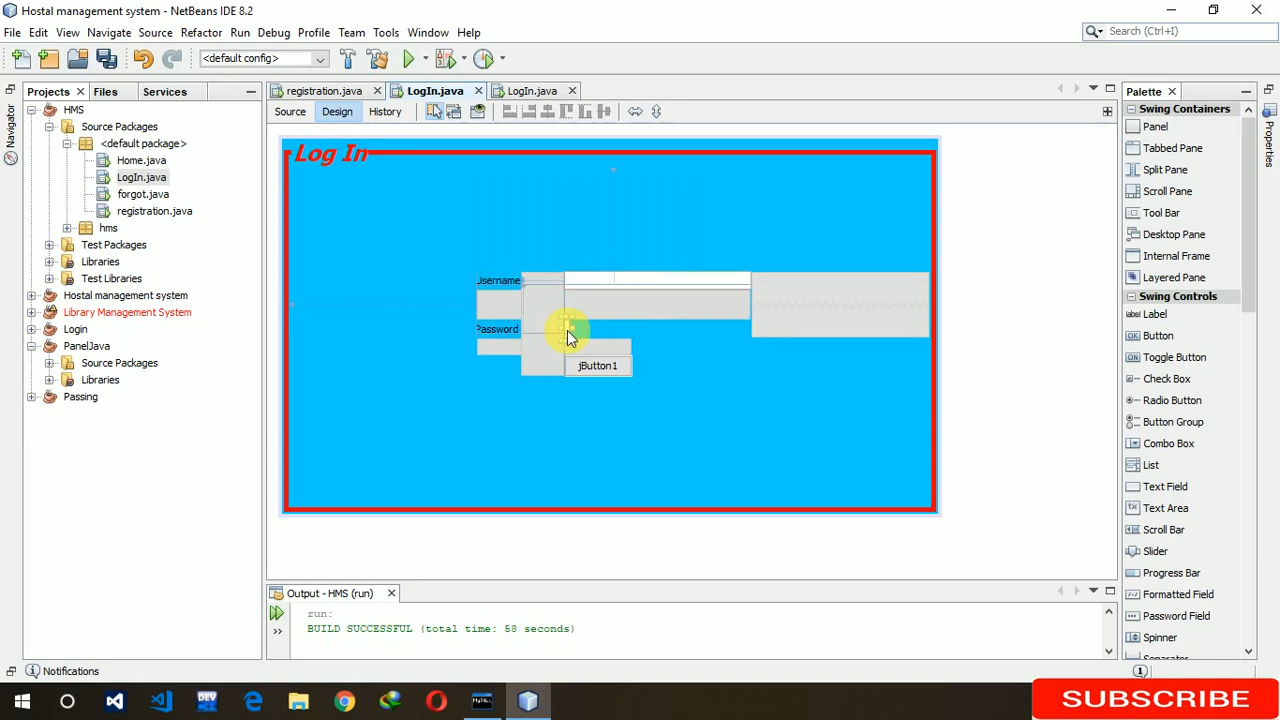 Hostal management system - NetBeans IDE 8.2
File Edit View Navigate Source Refactor Run Debug Profile Team Tools Window Help
Search (Ctrl+I)
<default config>
Projects Files Services
registration.java LogIn.java LogIn.java
Palette
Navigator
Properties
Source Design History
HMS
Source Packages
<default package>
Home.java
LogIn.java
forgot.java
registration.java
hms
Test Packages
Libraries
Test Libraries
Hostal management system
Library Management System
Login
PanelJava
Source Packages
Libraries
Passing
Log In
Username
Password
jButton1
Swing Containers
Panel
Tabbed Pane
Split Pane
Scroll Pane
Tool Bar
Desktop Pane
Internal Frame
Layered Pane
Swing Controls
Label
Button
Toggle Button
Check Box
Radio Button
Button Group
Combo Box
List
Text Field
Text Area
Scroll Bar
Slider
Progress Bar
Formatted Field
Password Field
Spinner
Separator
Output - HMS (run)
run:
BUILD SUCCESSFUL (total time: 58 seconds)
Notifications
1
DEV
SUBSCRIBE